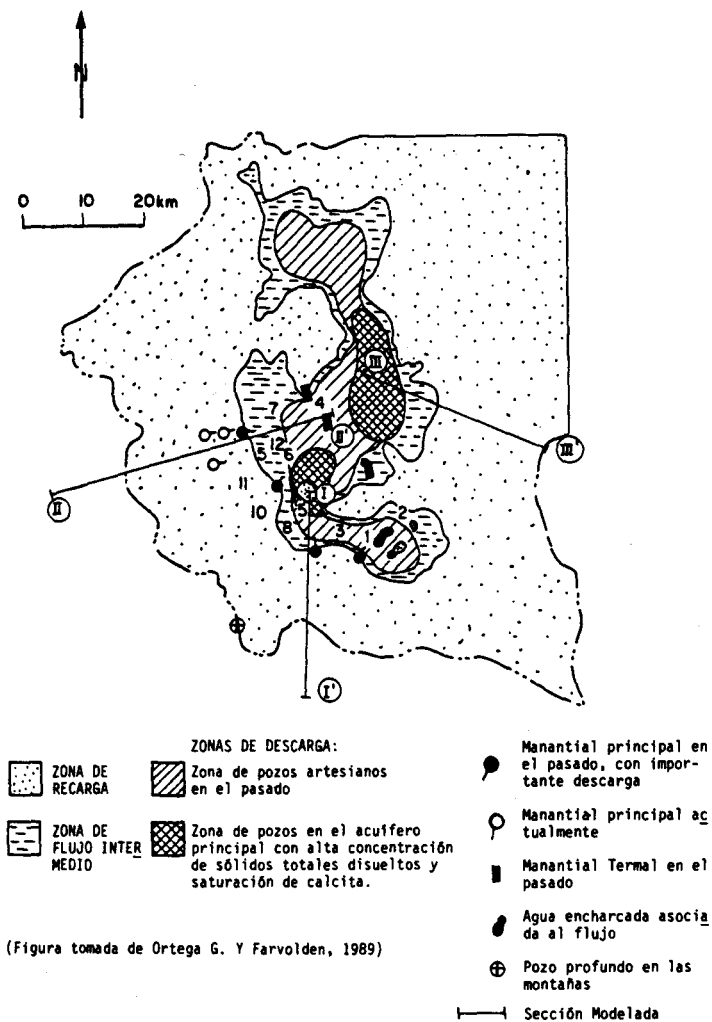 N
0 10 20km
III
7
4
II'
12
5
6
III'
11
I
II
10
5
2
8
3
1
9
I'
ZONAS DE DESCARGA:
ZONA DE
RECARGA
Zona de pozos artesianos
en el pasado
ZONA DE
FLUJO INTER
MEDIO
Zona de pozos en el acuífero
principal con alta concentración
de sólidos totales disueltos y
saturación de calcita.
(Figura tomada de Ortega G. Y Farvolden, 1989)
Manantial principal en
el pasado, con impor-
tante descarga
Manantial principal ac
tualmente
Manantial Termal en el
pasado
Agua encharcada asocia
da al flujo
Pozo profundo en las
montañas
Sección Modelada